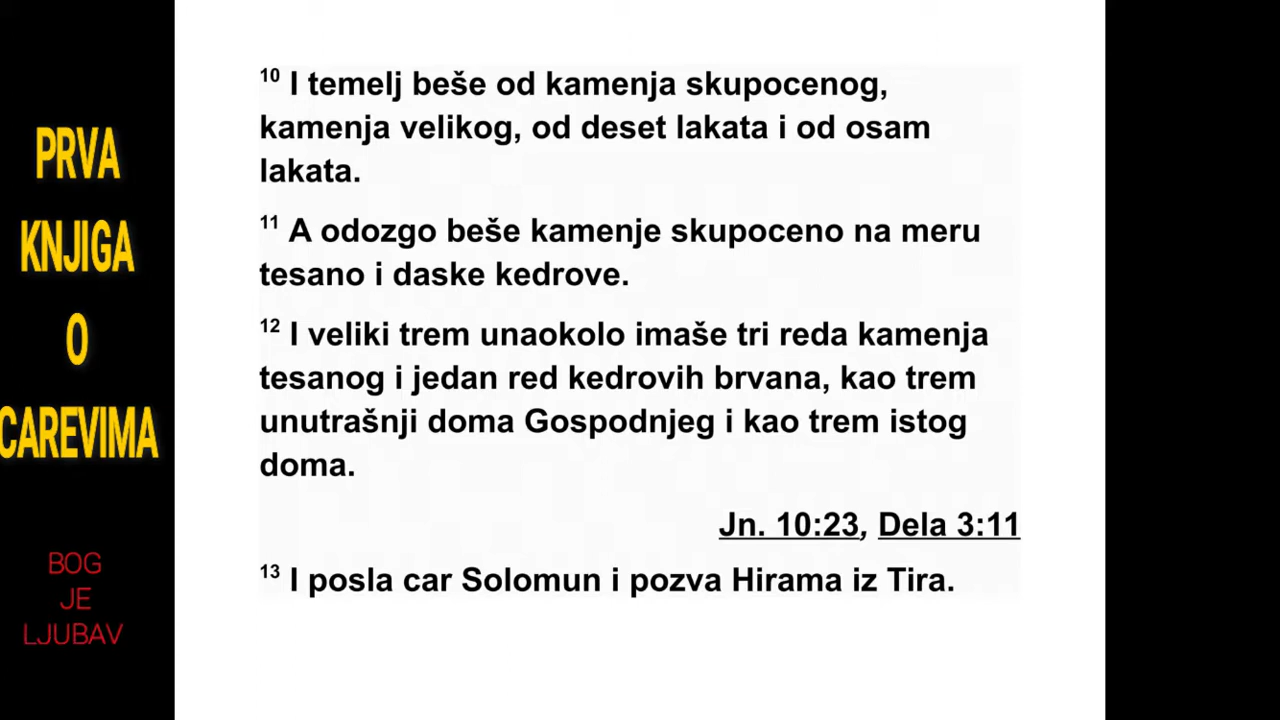 PRVA
KNJIGA
O
CAREVIMA
BOG
JE
LJUBAV
10 I temelj beše od kamenja skupocenog,
kamenja velikog, od deset lakata i od osam
lakata.
11 A odozgo beše kamenje skupoceno na meru
tesano i daske kedrove.
12 I veliki trem unaokolo imaše tri reda kamenja
tesanog i jedan red kedrovih brvana, kao trem
unutrašnji doma Gospodnjeg i kao trem istog
doma.
Jn. 10:23, Dela 3:11
13 I posla car Solomun i pozva Hirama iz Tira.